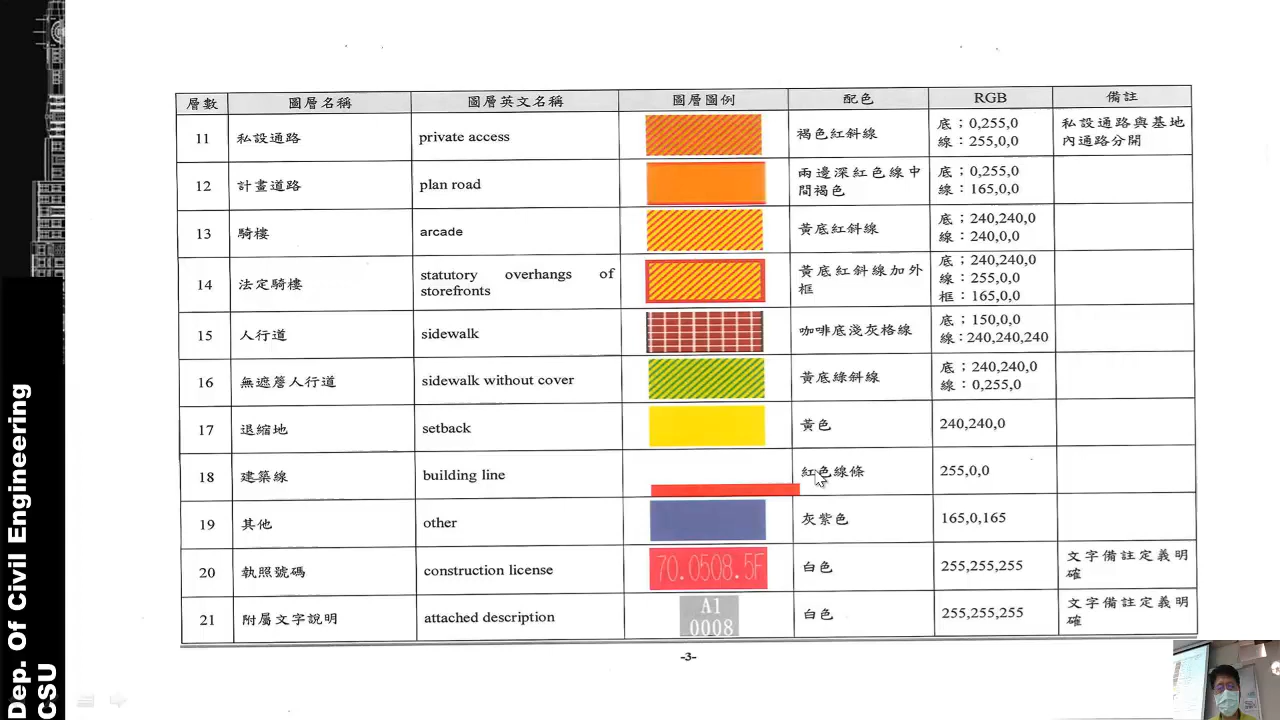 Dep. Of Civil Engineering
CSU
層數 圖層名稱 圖層英文名稱 圖層圖例 配色 RGB 備註
11 私設通路 private access 褐色紅斜線 底；0,255,0 私設通路與基地
線：255,0,0 內通路分開
12 計畫道路 plan road 兩邊深紅色線中 底；0,255,0
間褐色 線：165,0,0
13 騎樓 arcade 黃底紅斜線 底；240,240,0
線：240,0,0
14 法定騎樓 statutory overhangs of 黃底紅斜線加外 底；240,240,0
storefronts 框 線：255,0,0
框：165,0,0
15 人行道 sidewalk 咖啡底淺灰格線 底；150,0,0
線：240,240,240
16 無遮簷人行道 sidewalk without cover 黃底綠斜線 底；240,240,0
線：0,255,0
17 退縮地 setback 黃色 240,240,0
18 建築線 building line 紅色線條 255,0,0
19 其他 other 灰紫色 165,0,165
20 執照號碼 construction license 70.0508.5F 白色 255,255,255 文字備註定義明
確
21 附屬文字說明 attached description A1 白色 255,255,255 文字備註定義明
0008 確
-3-